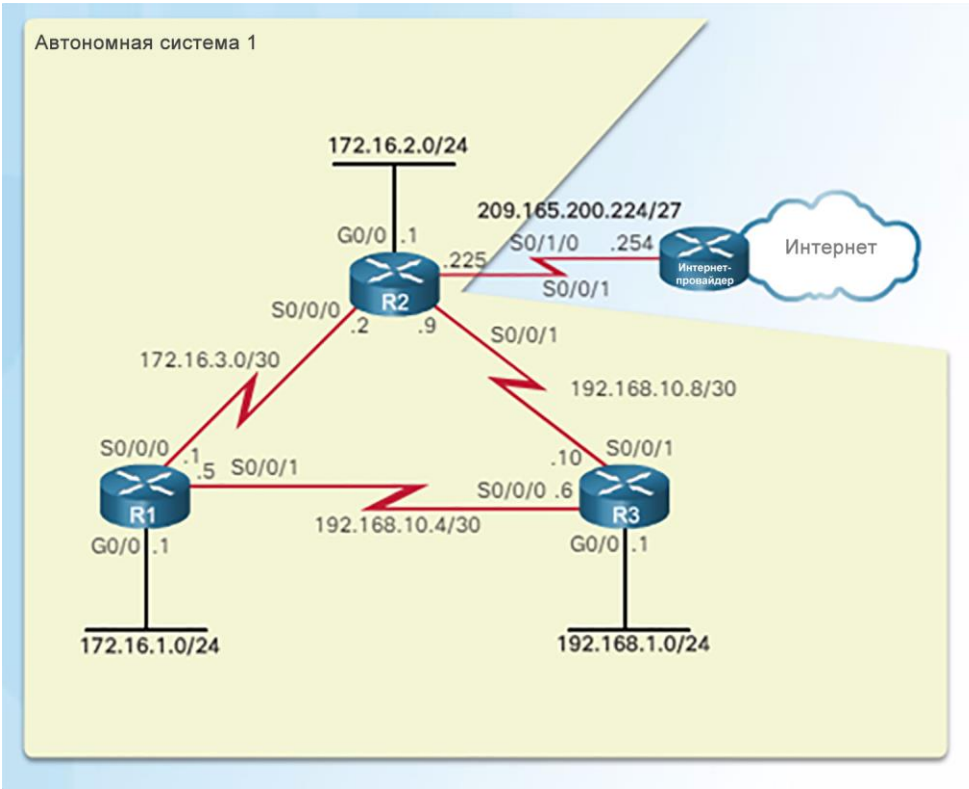 Автономная система 1
172.16.2.0/24
209.165.200.224/27
G0/0 .1
.225
S0/1/0
.254
Интернет-
провайдер
Интернет
S0/0/1
R2
S0/0/0
.2
.9
S0/0/1
172.16.3.0/30
192.168.10.8/30
S0/0/0
.1
.5
S0/0/1
.10
S0/0/1
S0/0/0
.6
R1
192.168.10.4/30
R3
G0/0
.1
G0/0
.1
172.16.1.0/24
192.168.1.0/24